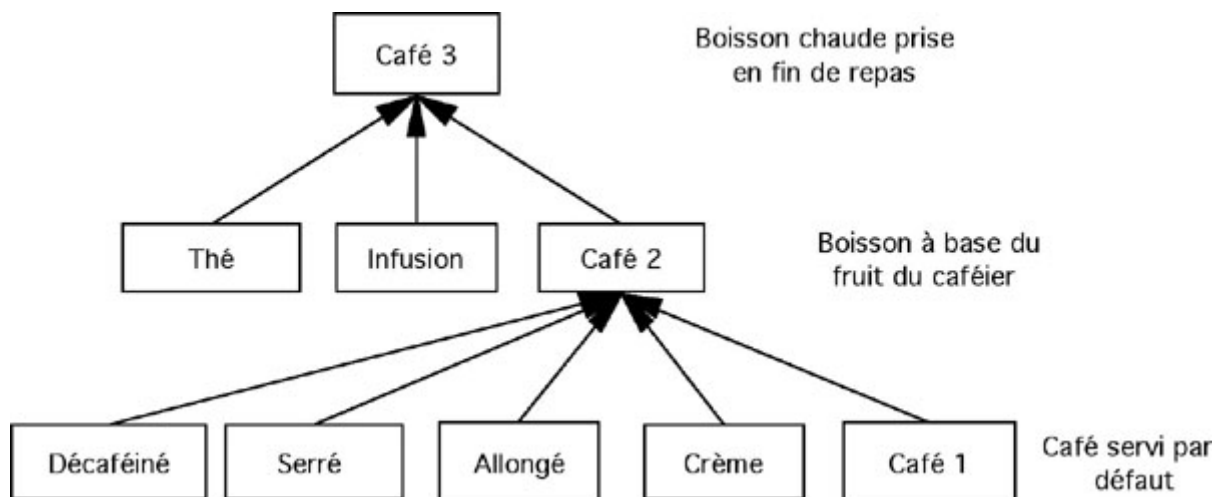 Café 3
Boisson chaude prise
en fin de repas
Thé
Infusion
Café 2
Boisson à base du
fruit du caféier
Décaféiné
Serré
Allongé
Crème
Café 1
Café servi par
défaut